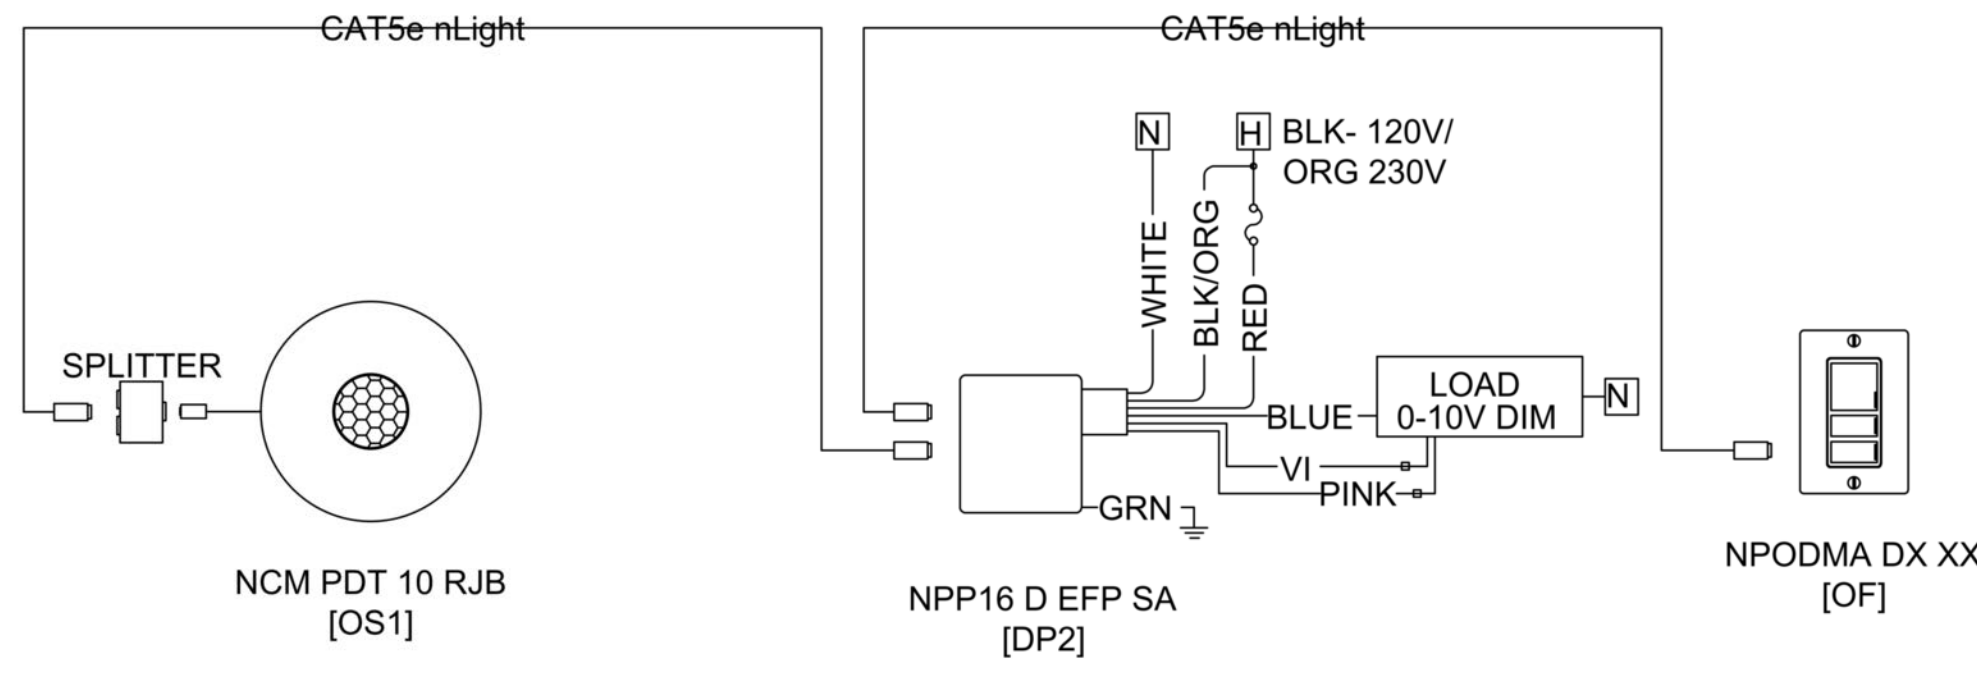 CAT5e nLight
CAT5e nLight
N
H
BLK- 120V/
ORG 230V
WHITE
BLK/ORG
RED
SPLITTER
LOAD
0-10V DIM
N
BLUE
VI
PINK
GRN
NCM PDT 10 RJB
[OS1]
NPP16 D EFP SA
[DP2]
NPODMA DX XX
[OF]